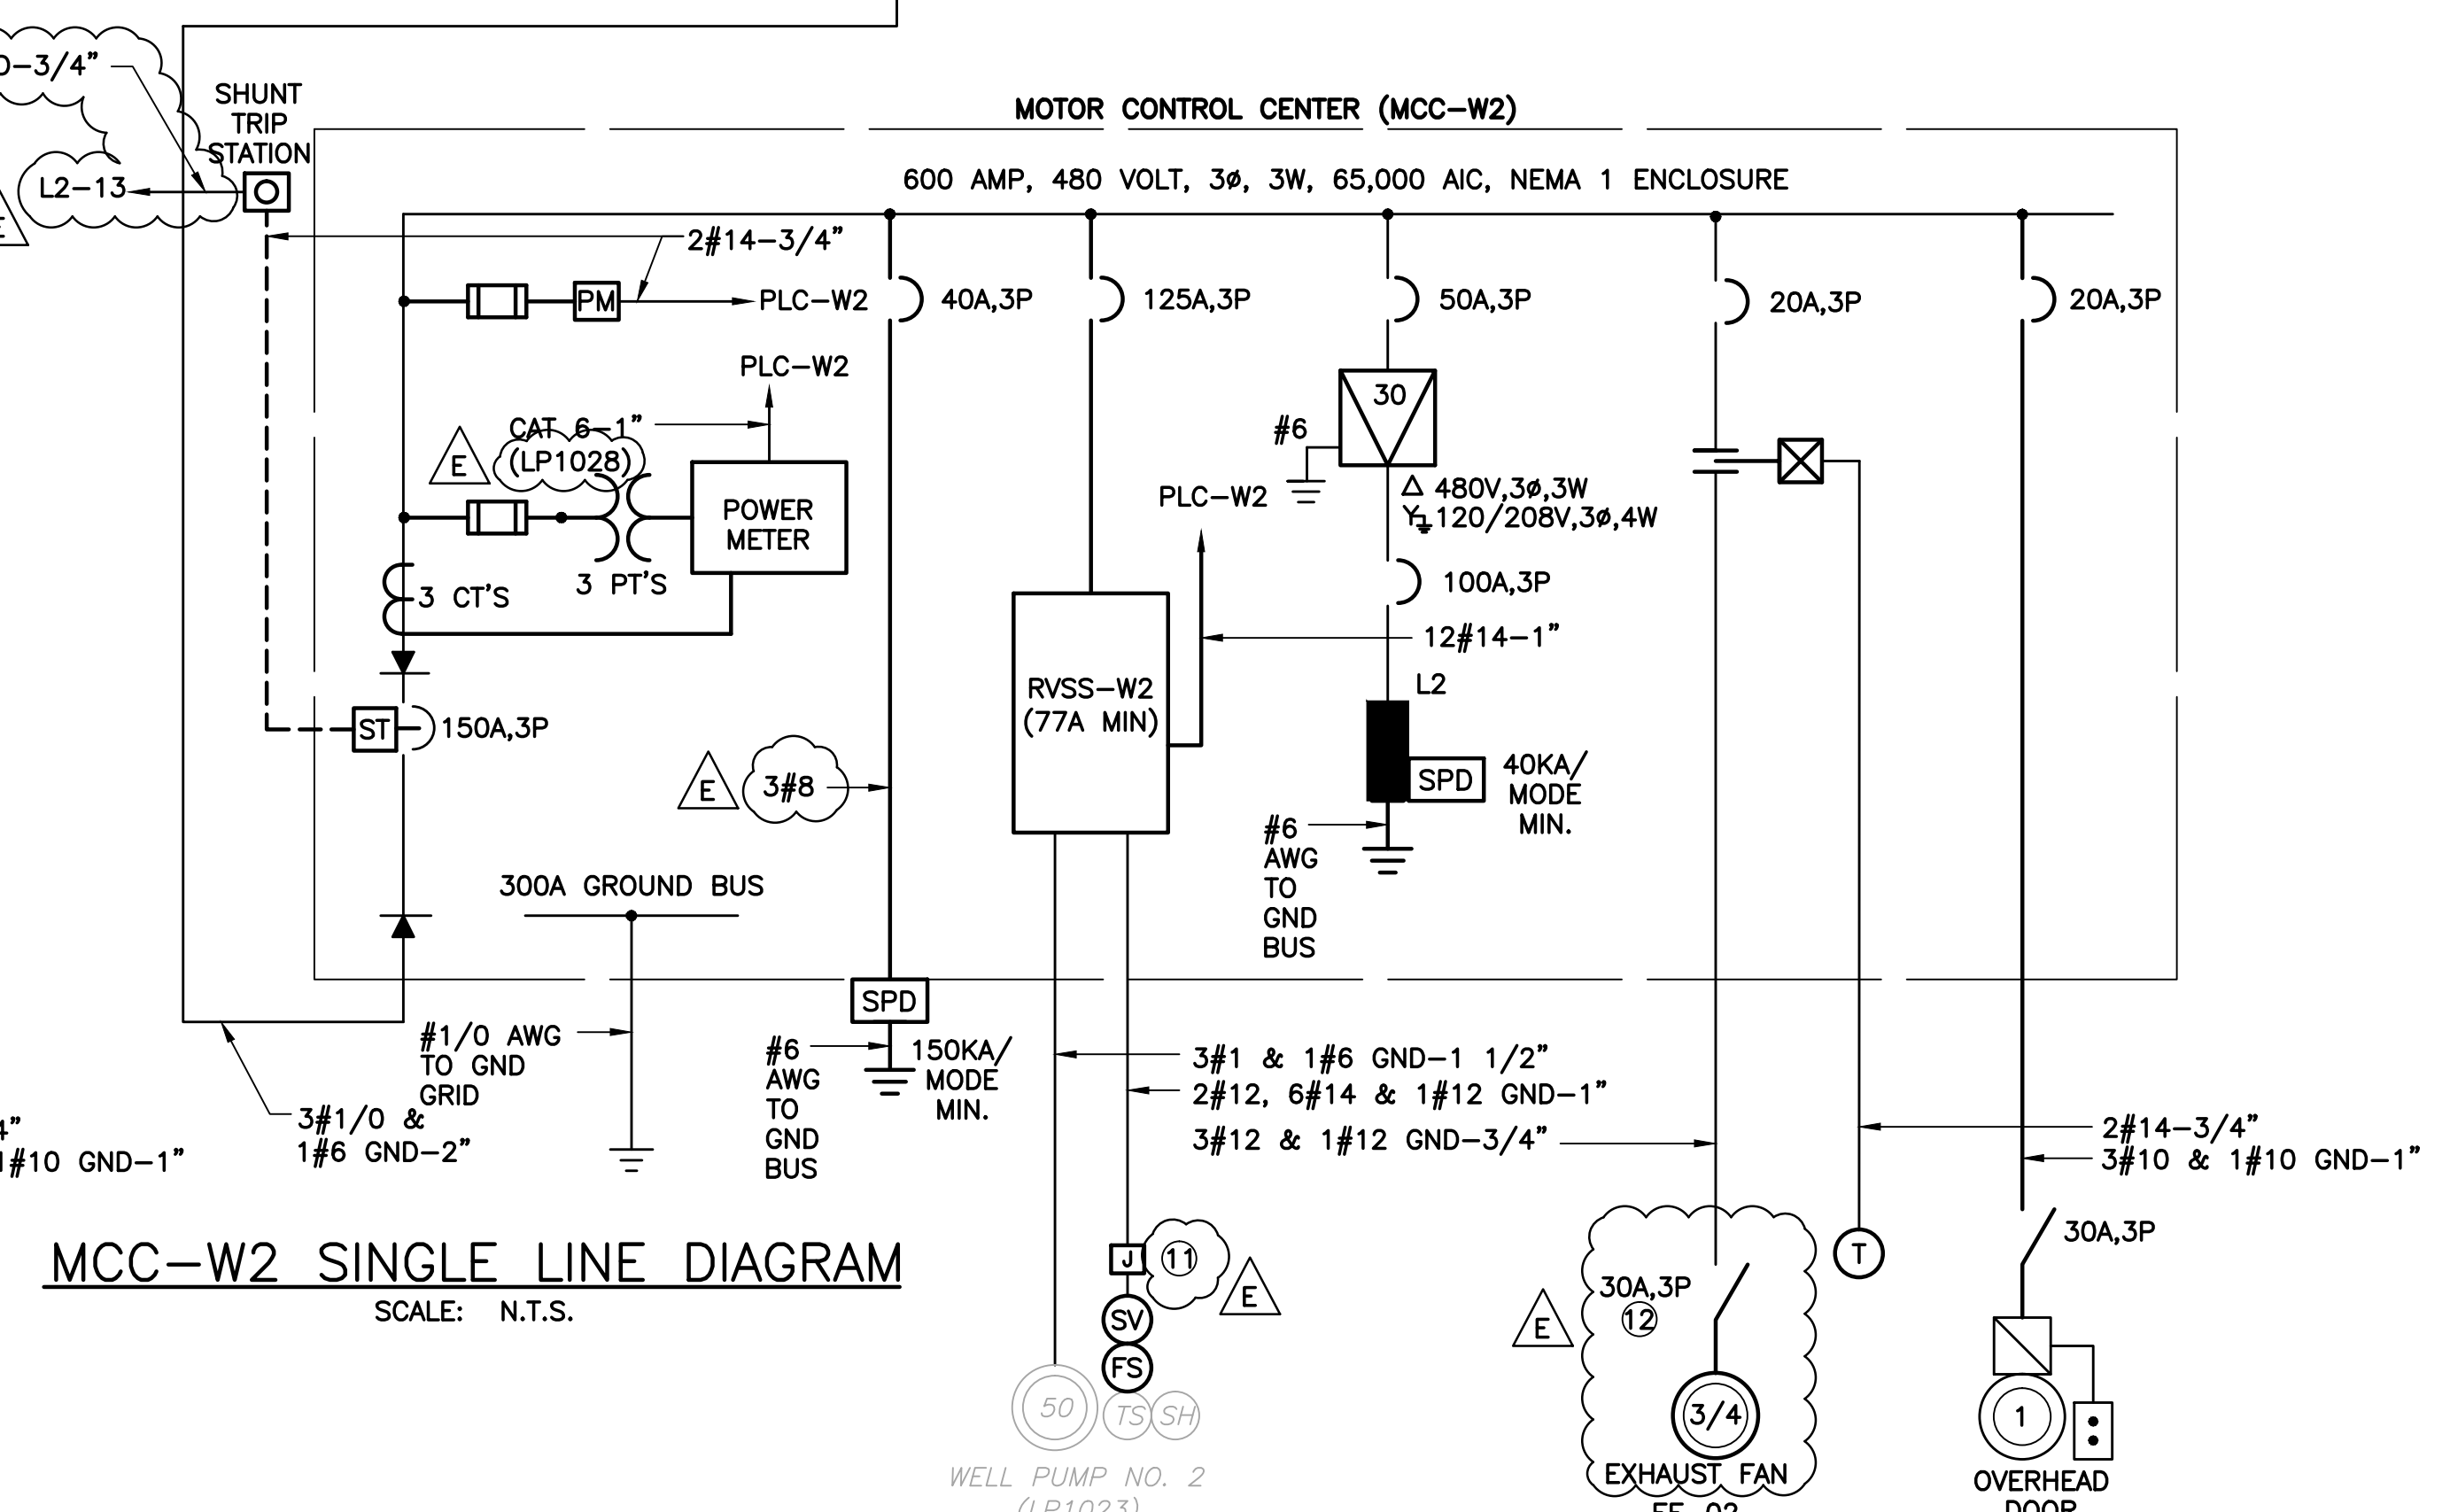 0-3/4"
SHUNT
TRIP
STATION
L2-13
E
MOTOR CONTROL CENTER (MCC-W2)
600 AMP, 480 VOLT, 3ø, 3W, 65,000 AIC, NEMA 1 ENCLOSURE
2#14-3/4"
PM
PLC-W2
40A,3P
125A,3P
50A,3P
20A,3P
20A,3P
PLC-W2
CAT 6-1"
(LP1028)
E
POWER
METER
3 PT'S
3 CT'S
30
#6
480V,3ø,3W
120/208V,3ø,4W
PLC-W2
100A,3P
12#14-1"
L2
RVSS-W2
(77A MIN)
ST
150A,3P
E
3#8
SPD
40KA/
MODE
MIN.
#6
AWG
TO
GND
BUS
300A GROUND BUS
SPD
#1/0 AWG
TO GND
GRID
#6
AWG
TO
GND
BUS
150KA/
MODE
MIN.
3#1 & 1#6 GND-1 1/2"
2#12, 6#14 & 1#12 GND-1"
3#12 & 1#12 GND-3/4"
3#1/0 &
1#6 GND-2"
4"
1#10 GND-1"
2#14-3/4"
3#10 & 1#10 GND-1"
MCC-W2 SINGLE LINE DIAGRAM
SCALE: N.T.S.
J
11
E
SV
FS
50
TS
SH
WELL PUMP NO. 2
(LP1023)
E
30A,3P
12
3/4
EXHAUST FAN
T
30A,3P
1
OVERHEAD
DOOR